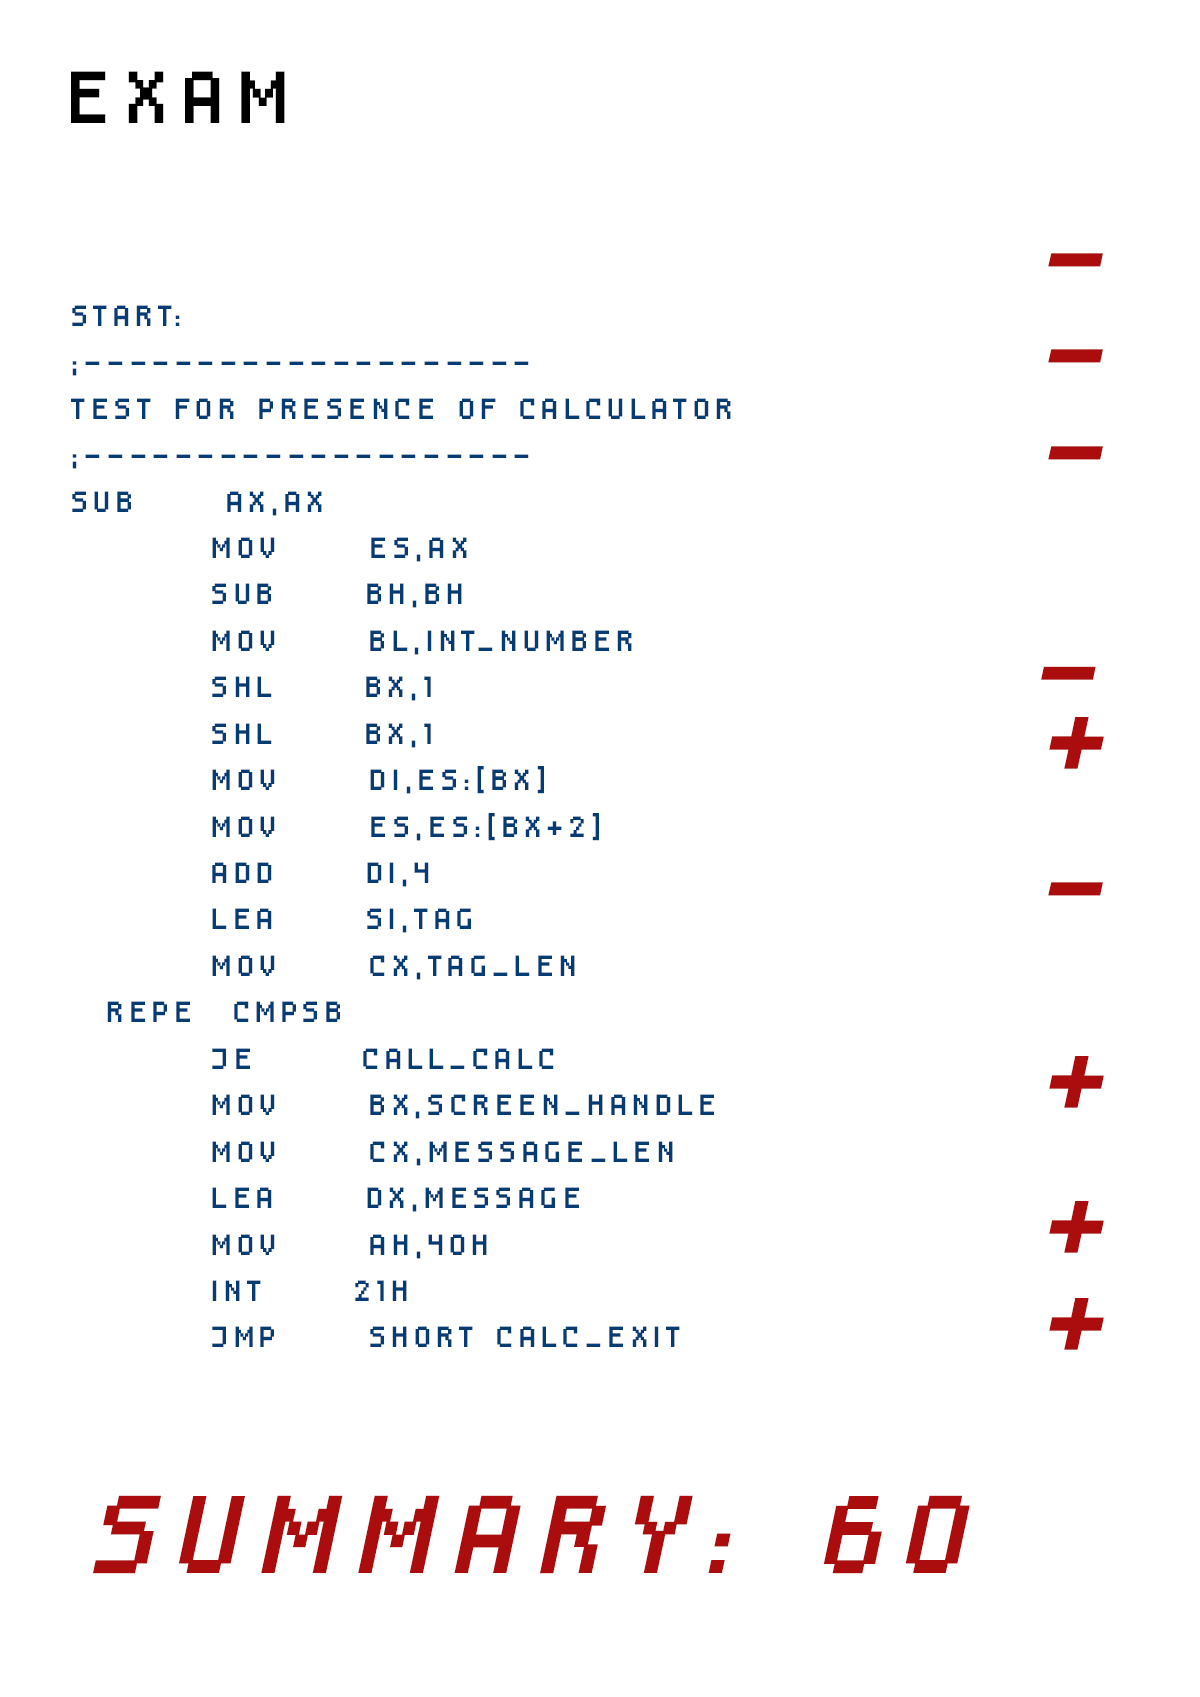 EXAM
–
START:
–
;--------------------
TEST FOR PRESENCE OF CALCULATOR
–
;--------------------
SUB AX,AX
MOV ES,AX
SUB BH,BH
MOV BL,INT_NUMBER
–
SHL BX,1
SHL BX,1
+
MOV DI,ES:[BX]
MOV ES,ES:[BX+2]
ADD DI,4
–
LEA SI,TAG
MOV CX,TAG_LEN
REPE CMPSB
JE CALL_CALC
+
MOV BX,SCREEN_HANDLE
MOV CX,MESSAGE_LEN
LEA DX,MESSAGE
+
MOV AH,40H
INT 21H
+
JMP SHORT CALC_EXIT
SUMMARY: 60